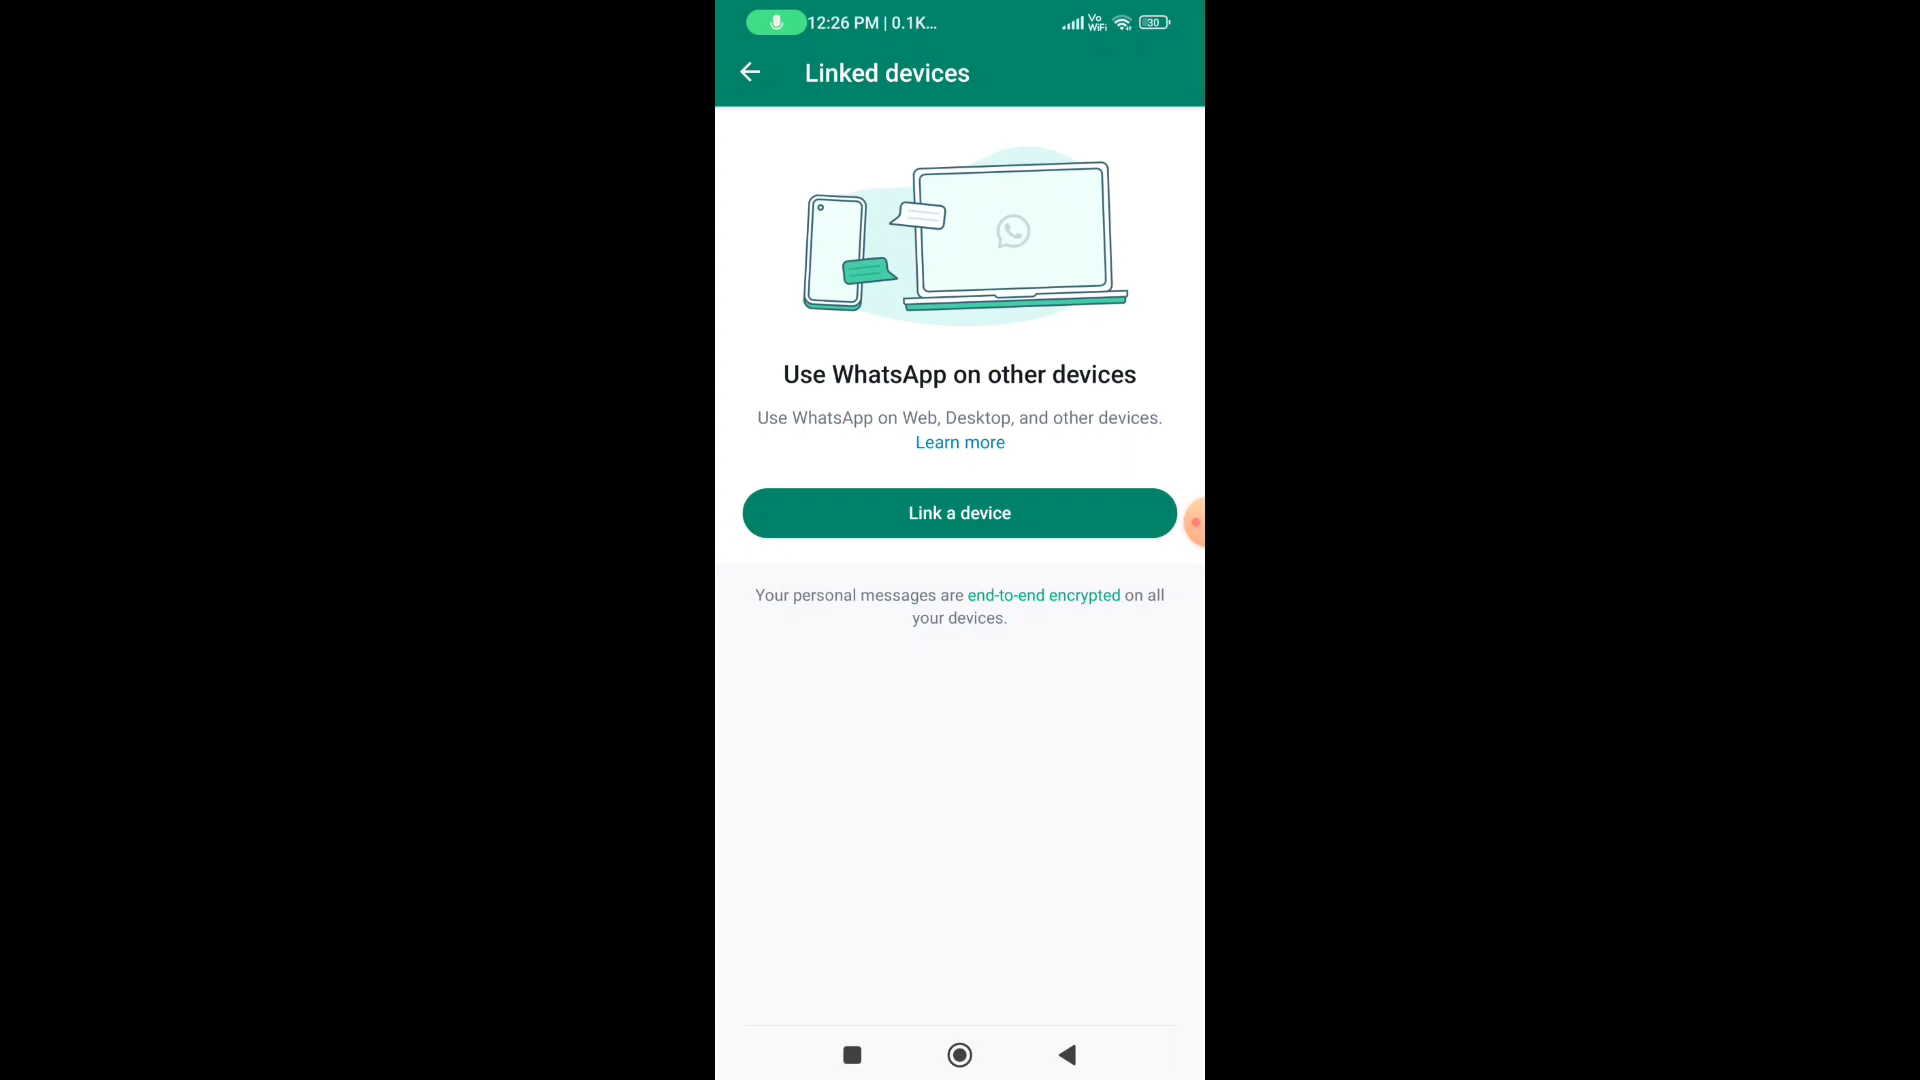 12:26 PM | 0.1K...
Vo
WiFi
30
Linked devices
Use WhatsApp on other devices
Use WhatsApp on Web, Desktop, and other devices.
Learn more
Link a device
Your personal messages are end-to-end encrypted on all
your devices.